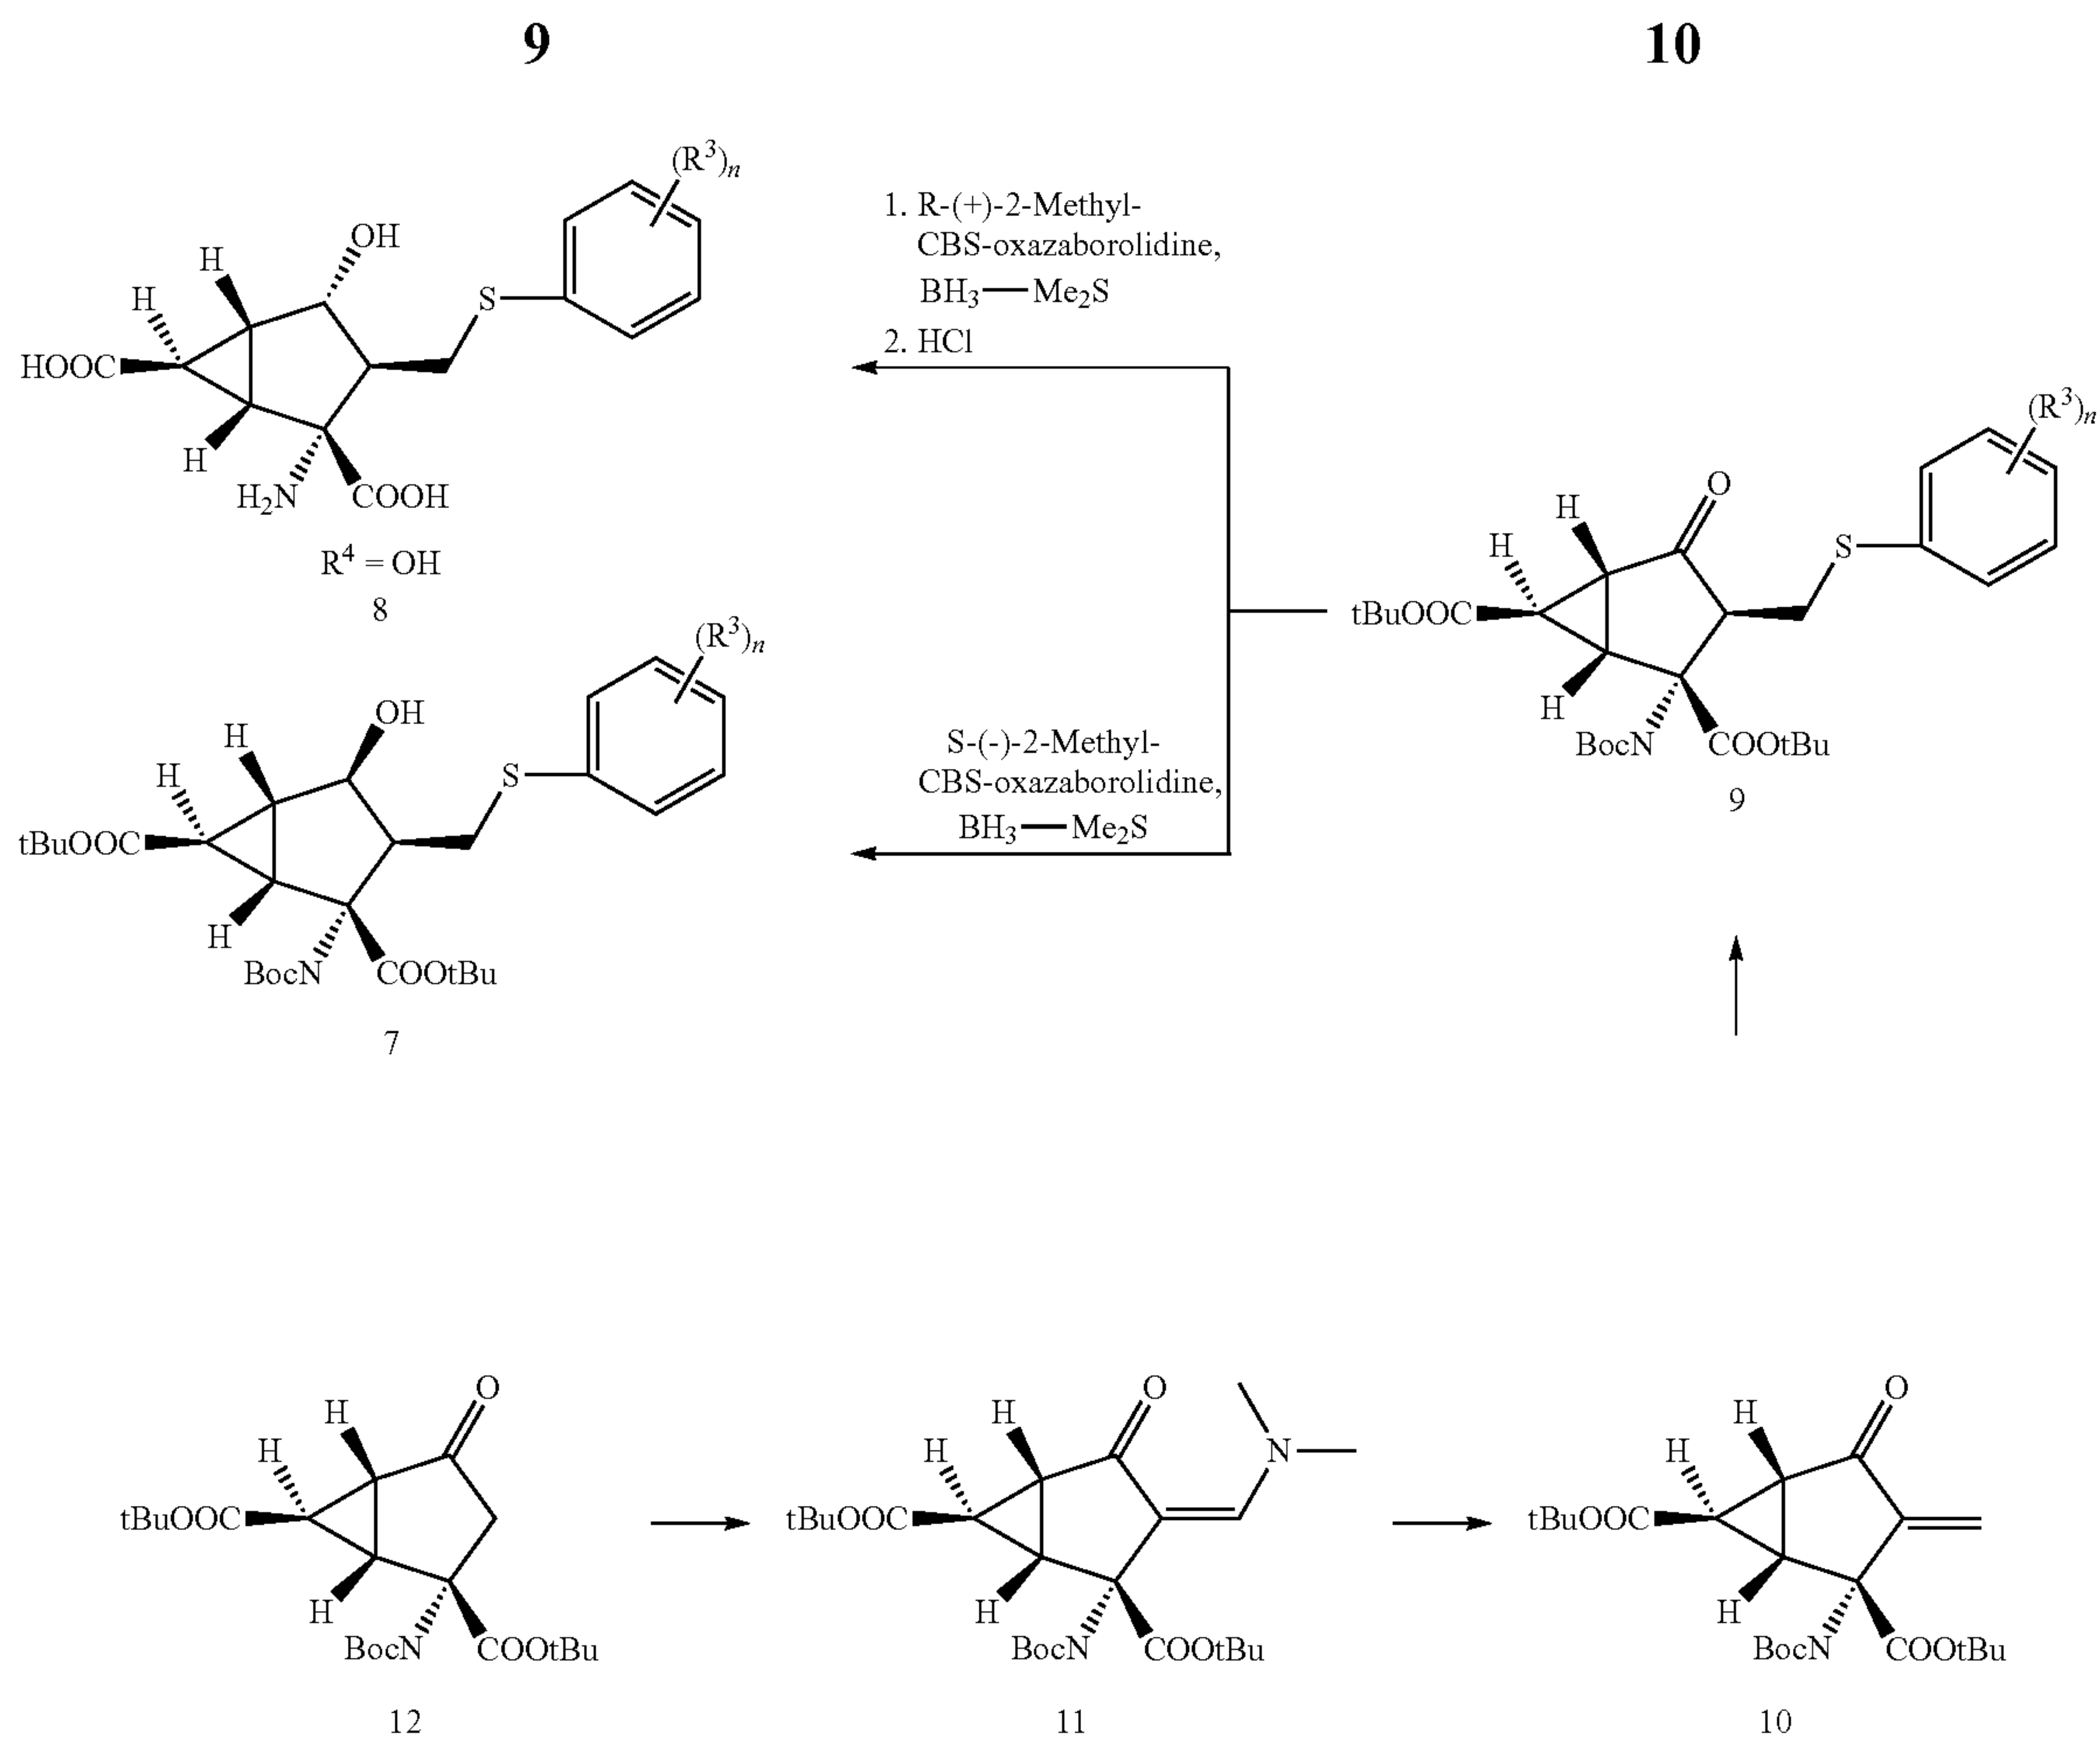 9 10
(R³)ₙ
OH
H
H
S
HOOC
H
H₂N
COOH
R⁴ = OH
8
1. R-(+)-2-Methyl-
CBS-oxazaborolidine,
BH₃—Me₂S
2. HCl
(R³)ₙ
O
H
H
S
tBuOOC
H
BocN
COOtBu
9
(R³)ₙ
OH
H
H
S
tBuOOC
H
BocN
COOtBu
7
S-(-)-2-Methyl-
CBS-oxazaborolidine,
BH₃—Me₂S
O
H
H
tBuOOC
H
BocN
COOtBu
12
O
H
H
N
tBuOOC
H
BocN
COOtBu
11
O
H
H
tBuOOC
H
BocN
COOtBu
10